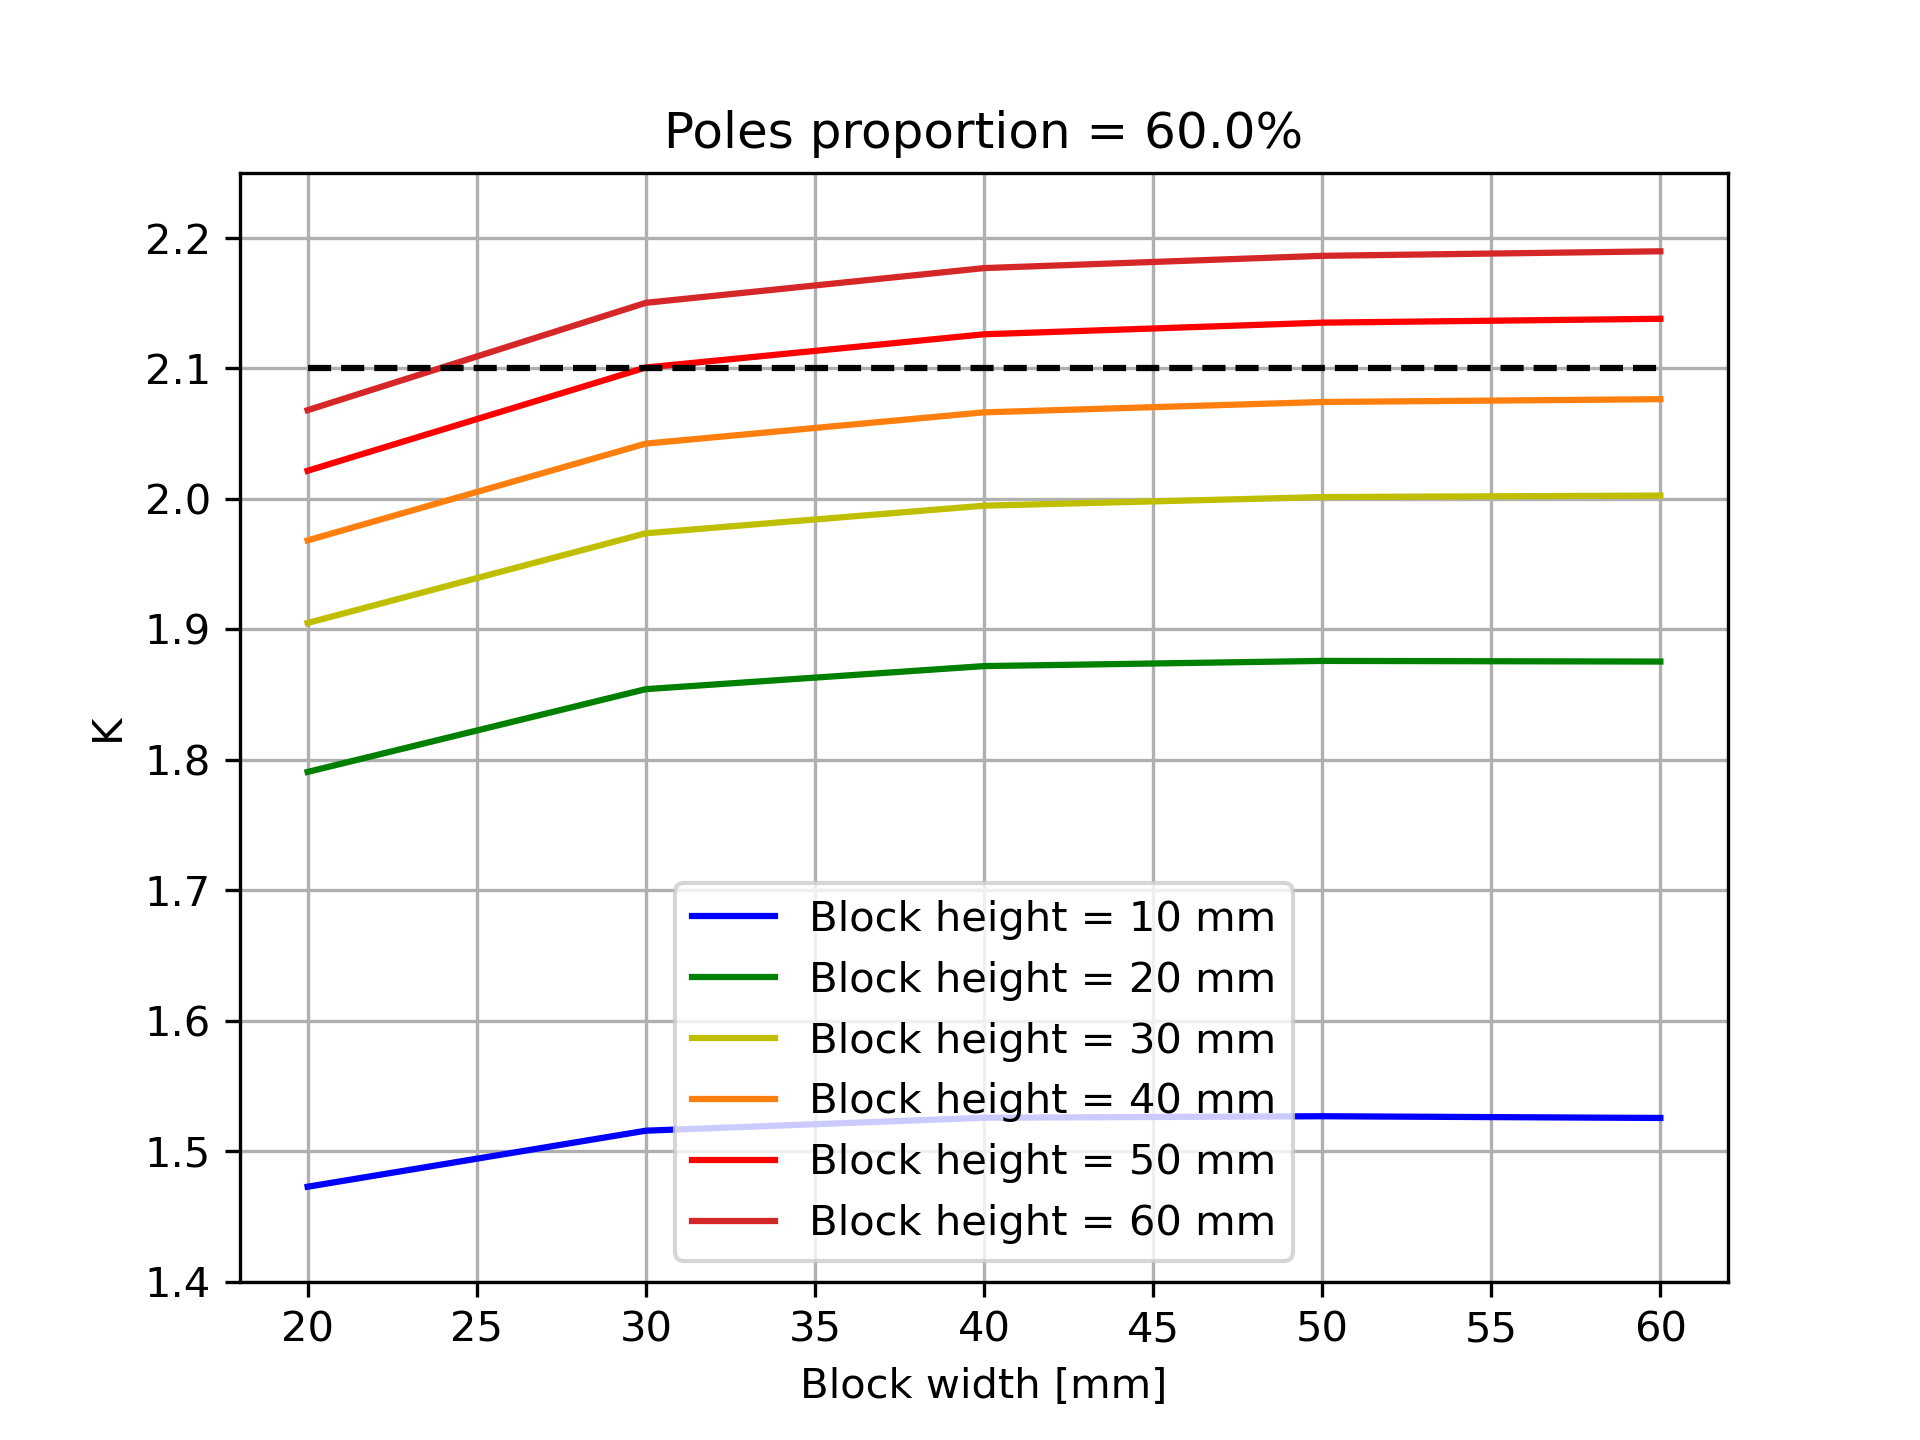 Poles proportion = 60.0%
2.2
2.1
2.0
1.9
1.8
1.7
1.6
1.5
1.4
K
Block height = 10 mm
Block height = 20 mm
Block height = 30 mm
Block height = 40 mm
Block height = 50 mm
Block height = 60 mm
20 25 30 35 40 45 50 55 60
Block width [mm]